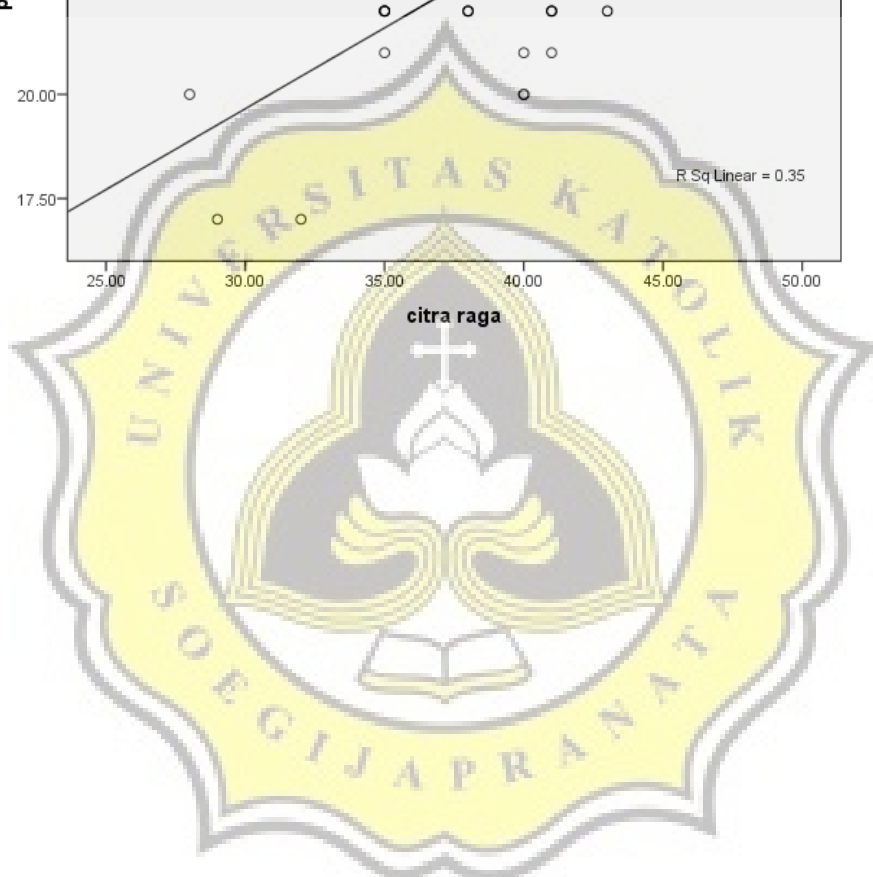 20.00
17.50
R Sq Linear = 0.35
25.00 30.00 35.00 40.00 45.00 50.00
citra raga
UNIVERSITAS KATOLIK
SOEGIJAPRANATA